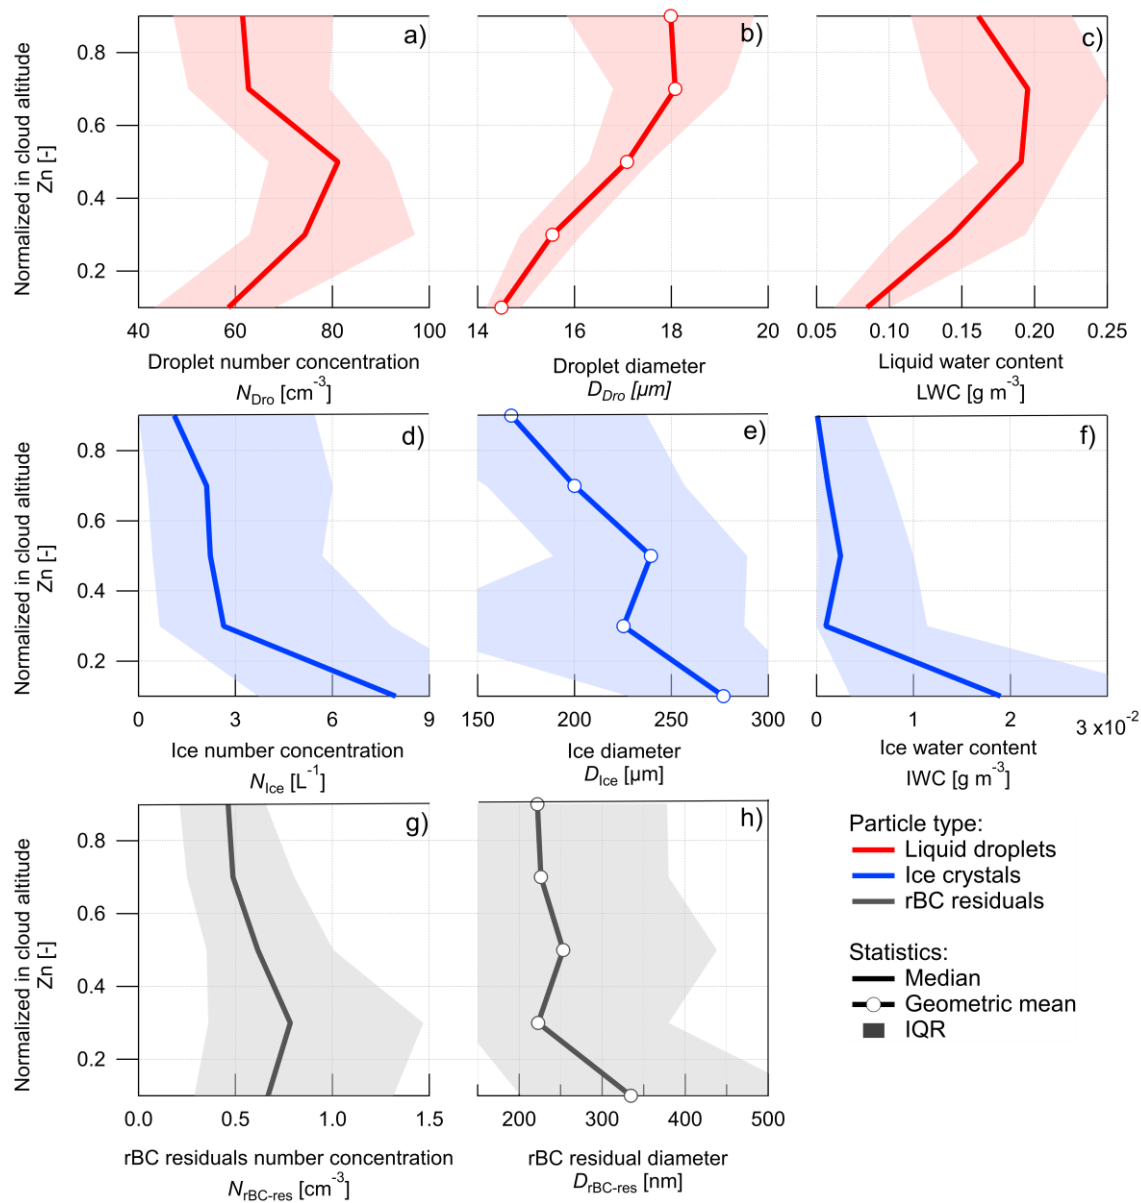 a)
b)
c)
Normalized in cloud altitude
Zn [-]
0.8
0.6
0.4
0.2
40 60 80 100
14 16 18 20
0.05 0.10 0.15 0.20 0.25
Droplet number concentration
N_Dro [cm^-3]
Droplet diameter
D_Dro [µm]
Liquid water content
LWC [g m^-3]
d)
e)
f)
Normalized in cloud altitude
Zn [-]
0.8
0.6
0.4
0.2
0 3 6 9
150 200 250 300
0 1 2 3 x10^-2
Ice number concentration
N_Ice [L^-1]
Ice diameter
D_Ice [µm]
Ice water content
IWC [g m^-3]
g)
h)
Normalized in cloud altitude
Zn [-]
0.8
0.6
0.4
0.2
0.0 0.5 1.0 1.5
200 300 400 500
rBC residuals number concentration
N_rBC-res [cm^-3]
rBC residual diameter
D_rBC-res [nm]
Particle type:
Liquid droplets
Ice crystals
rBC residuals
Statistics:
Median
Geometric mean
IQR